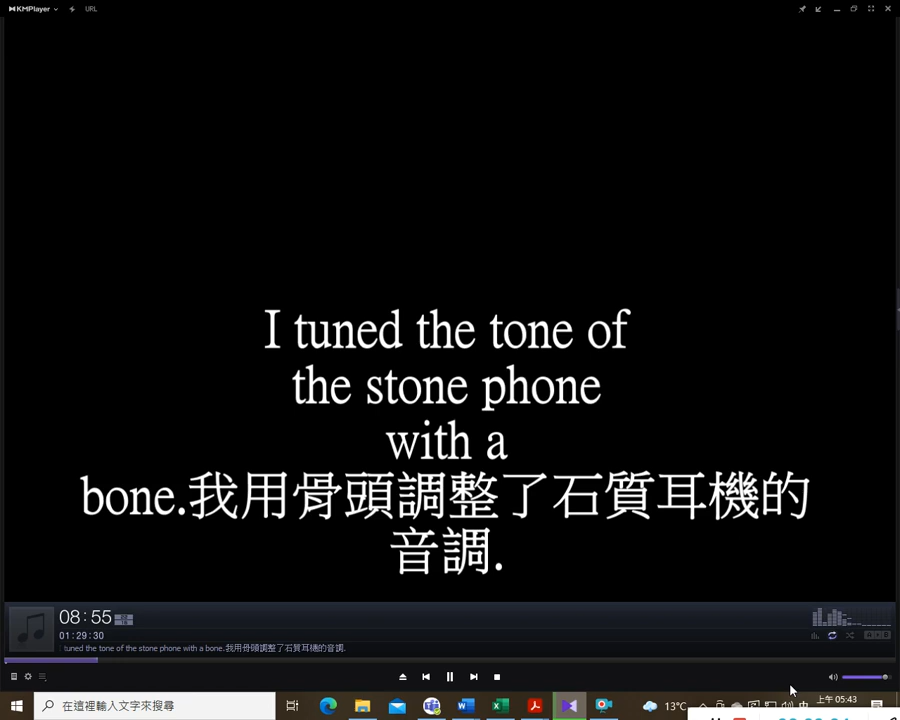 KMPlayer URL
I tuned the tone of
the stone phone
with a
bone.我用骨頭調整了石質耳機的
音調.
08:55
01:29:30
tuned the tone of the stone phone with a bone.我用骨頭調整了石質耳機的音調.
在這裡輸入文字來搜尋
13°C
中
上午 05:43